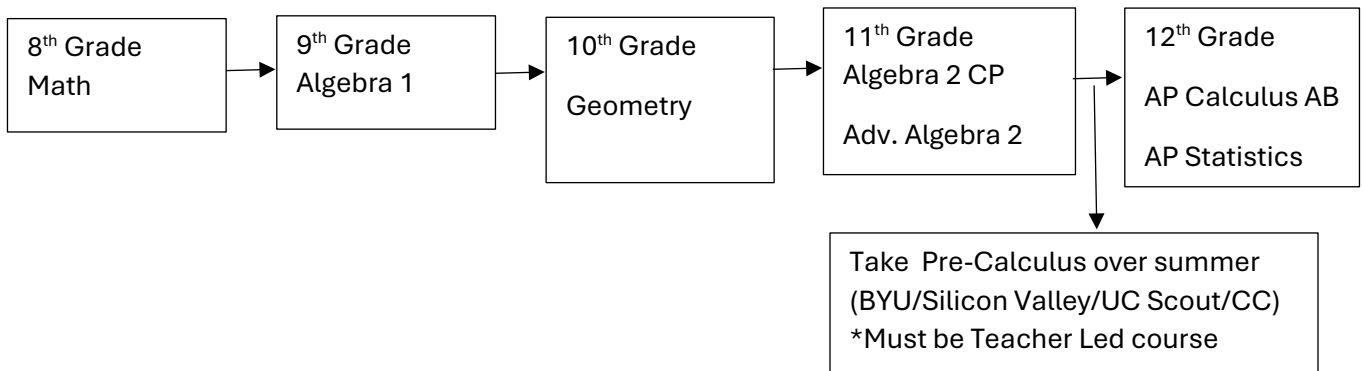 8th Grade
Math
9th Grade
Algebra 1
10th Grade
Geometry
11th Grade
Algebra 2 CP
Adv. Algebra 2
12th Grade
AP Calculus AB
AP Statistics
Take Pre-Calculus over summer
(BYU/Silicon Valley/UC Scout/CC)
*Must be Teacher Led course